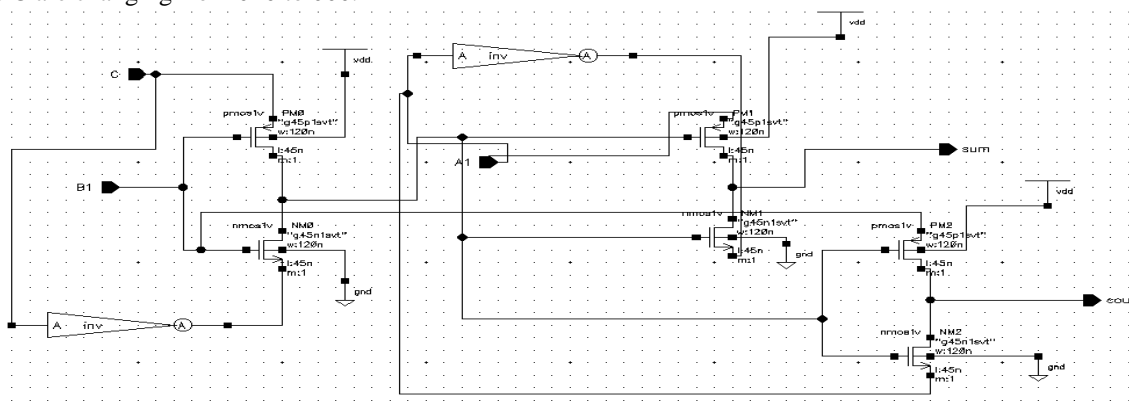 vdd
A inv A
vdd
C
pmos1v PM0
"g45p1svt"
w:120n
l:45n
m:1
pmos1v PM1
"g45p1svt"
w:120n
l:45n
m:1
A1
sum
B1
vdd
nmos1v NM0
"g45n1svt"
w:120n
l:45n
m:1
gnd
nmos1v NM1
"g45n1svt"
w:120n
l:45n
m:1
gnd
pmos1v PM2
"g45p1svt"
w:120n
l:45n
m:1
cou
A inv A
nmos1v NM2
"g45n1svt"
w:120n
l:45n
m:1
gnd